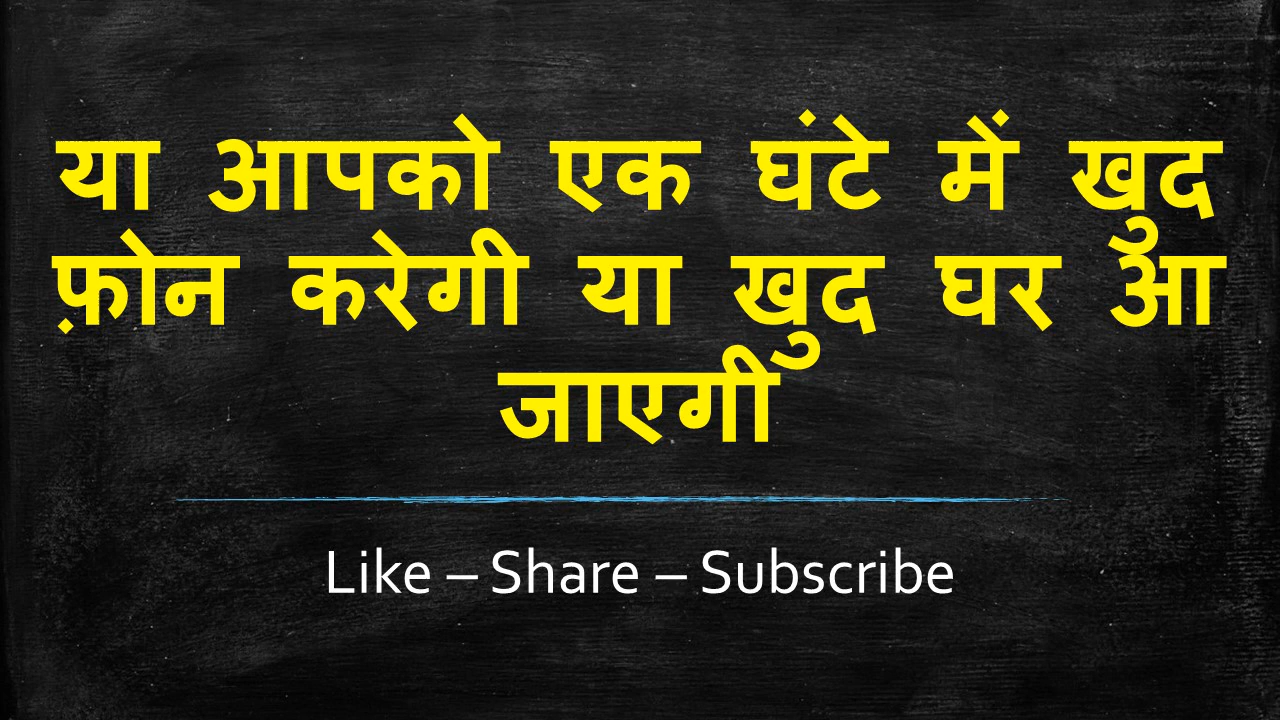 या आपको एक घंटे में खुद
फ़ोन करेगी या खुद घर आ
जाएगी
Like – Share – Subscribe